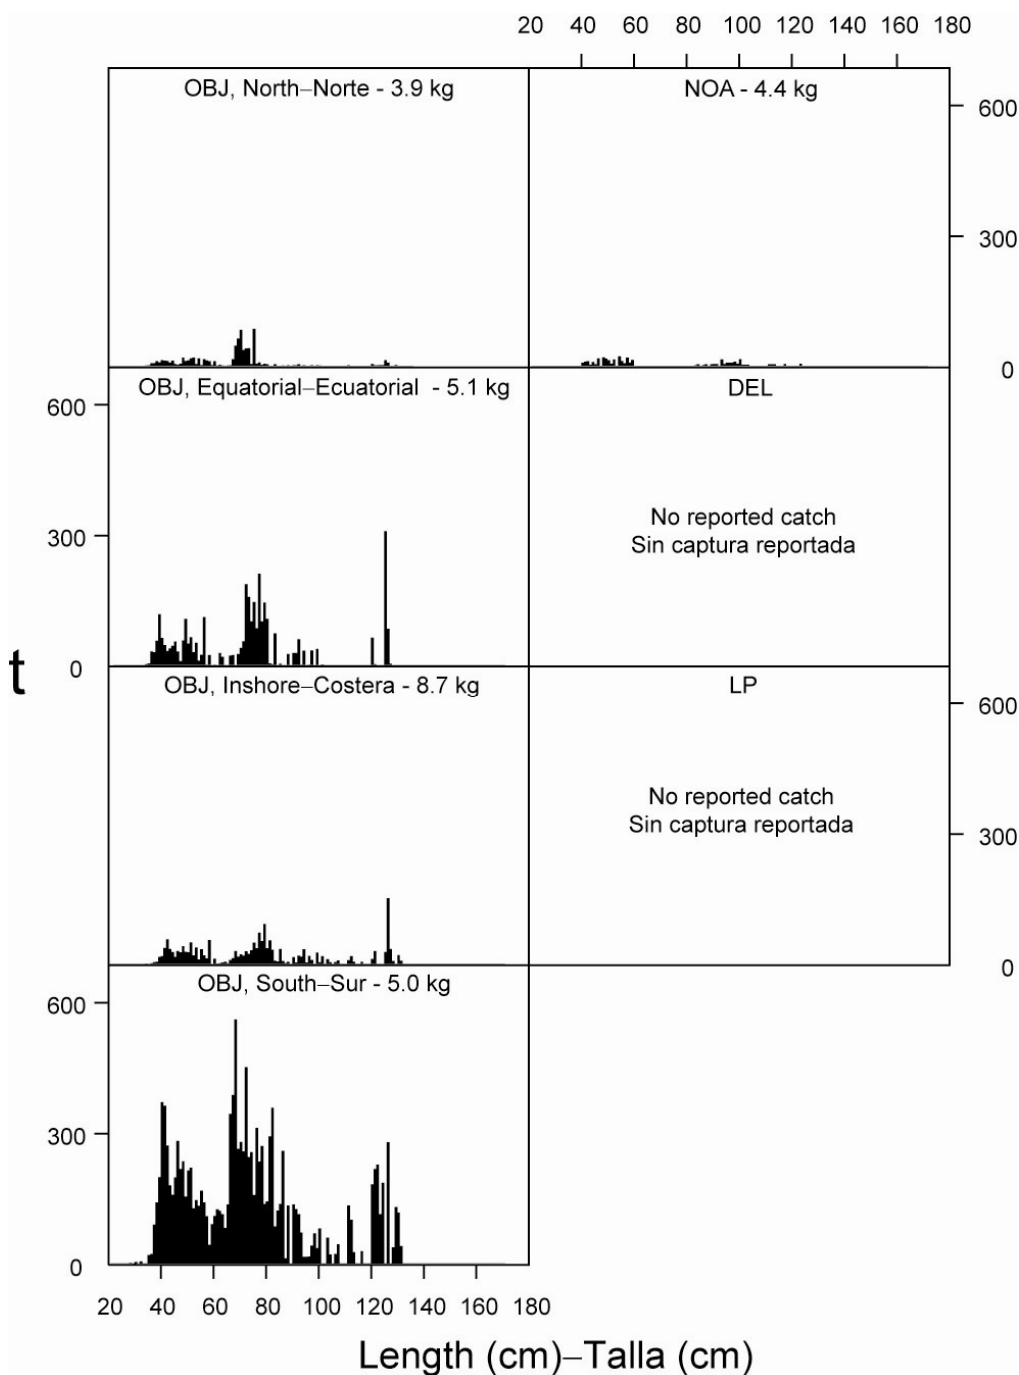 20 40 60 80 100 120 140 160 180
OBJ, North–Norte - 3.9 kg
NOA - 4.4 kg
600
300
0
OBJ, Equatorial–Ecuatorial - 5.1 kg
DEL
600
300
0
No reported catch
Sin captura reportada
t
OBJ, Inshore–Costera - 8.7 kg
LP
600
300
0
No reported catch
Sin captura reportada
OBJ, South–Sur - 5.0 kg
600
300
0
20 40 60 80 100 120 140 160 180
Length (cm)–Talla (cm)